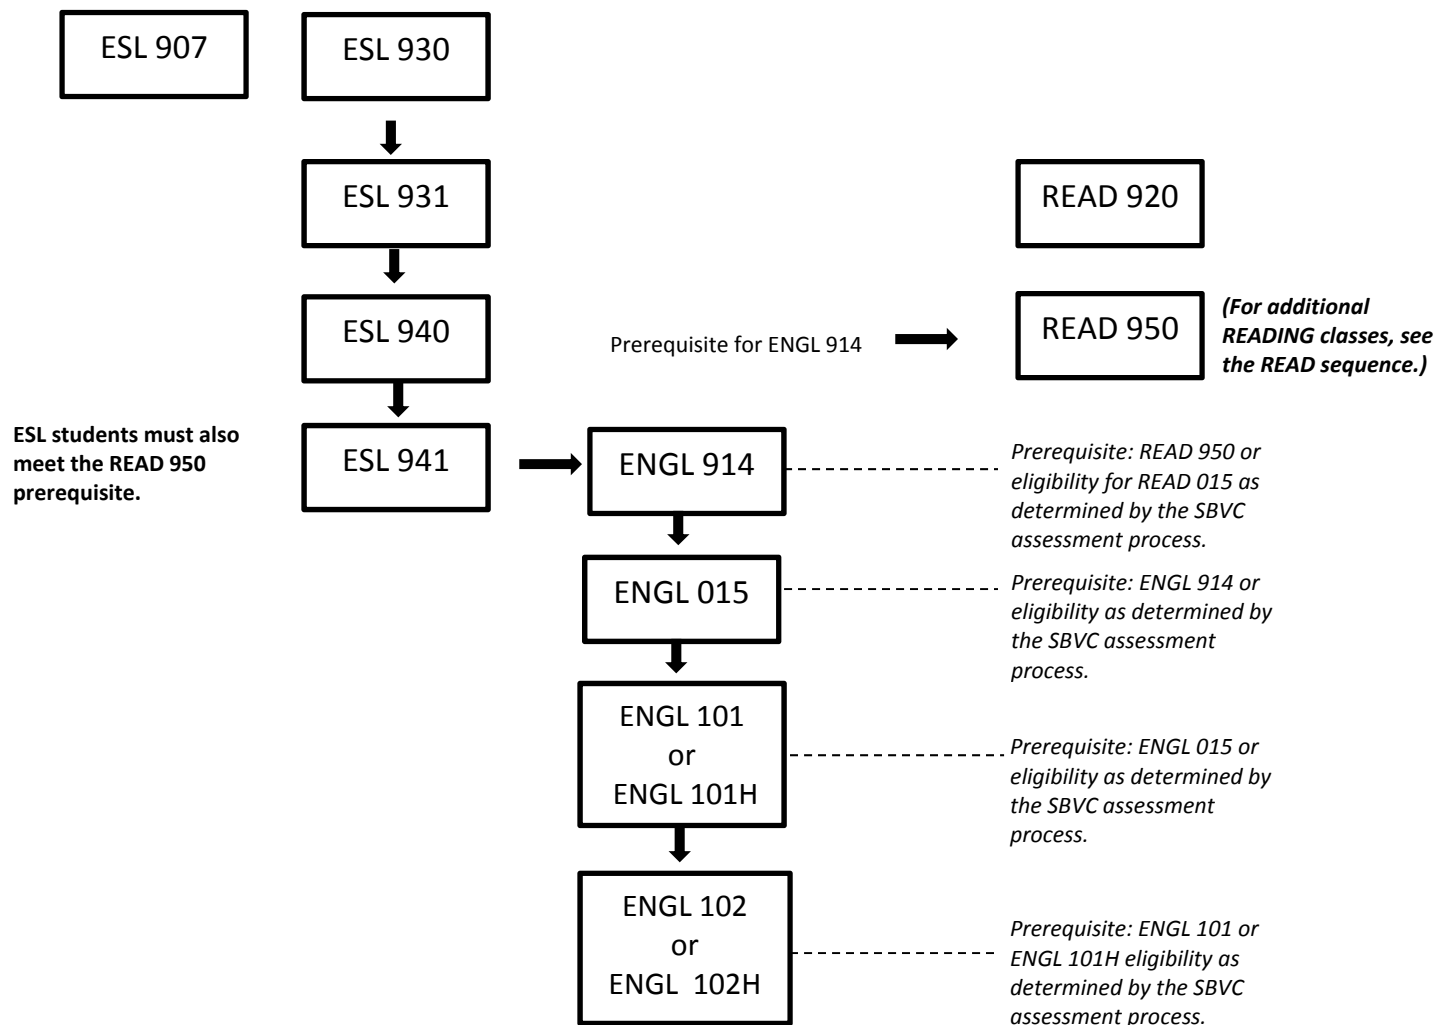 ESL 907
ESL 930
ESL 931
READ 920
ESL 940
Prerequisite for ENGL 914
READ 950
(For additional
READING classes, see
the READ sequence.)
ESL students must also
meet the READ 950
prerequisite.
ESL 941
ENGL 914
Prerequisite: READ 950 or
eligibility for READ 015 as
determined by the SBVC
assessment process.
ENGL 015
Prerequisite: ENGL 914 or
eligibility as determined by
the SBVC assessment
process.
ENGL 101
or
ENGL 101H
Prerequisite: ENGL 015 or
eligibility as determined by
the SBVC assessment
process.
ENGL 102
or
ENGL 102H
Prerequisite: ENGL 101 or
ENGL 101H eligibility as
determined by the SBVC
assessment process.